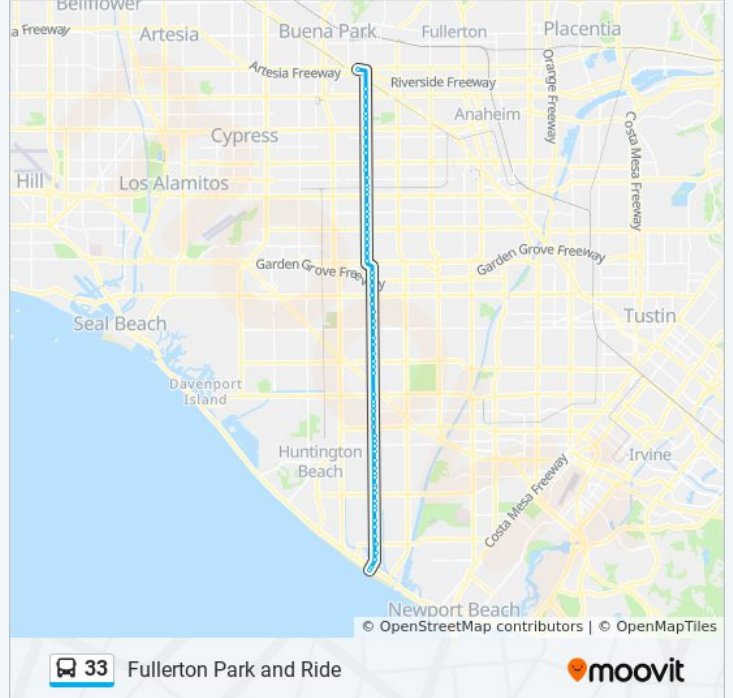 Bellflower
a Freeway
Artesia
Buena Park
Fullerton
Placentia
Artesia Freeway
Riverside Freeway
Orange Freeway
Anaheim
Costa Mesa Freeway
Cypress
Hill
Los Alamitos
Garden Grove Freeway
Garden Grove Freeway
Seal Beach
Tustin
Davenport
Island
Huntington
Beach
Irvine
Costa Mesa Freeway
Newport Beach
© OpenStreetMap contributors | © OpenMapTiles
33 Fullerton Park and Ride
moovit